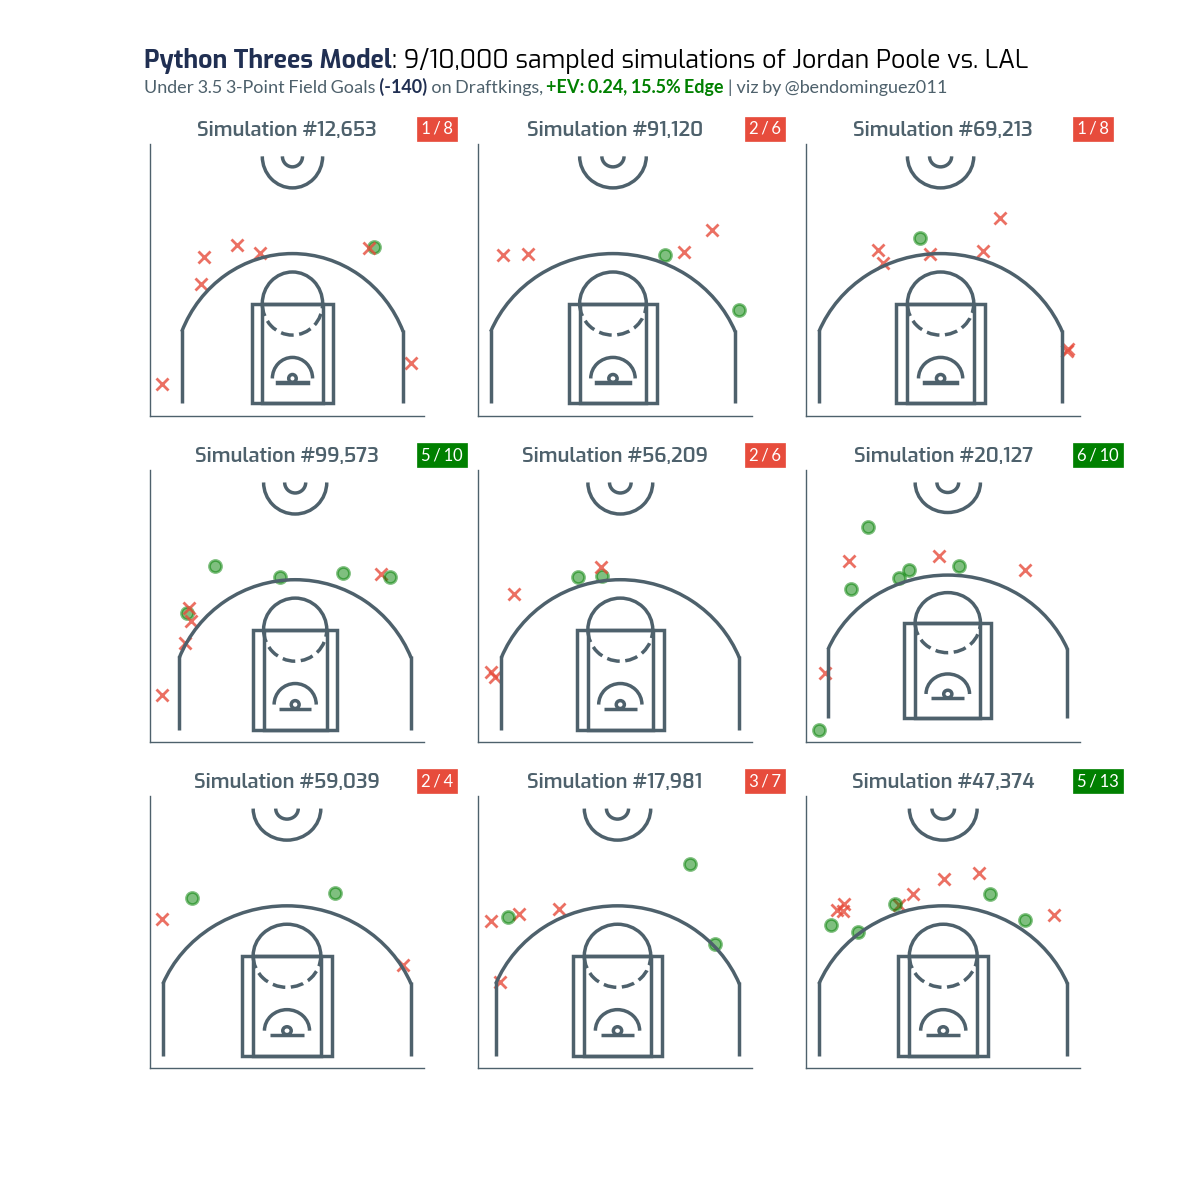 Python Threes Model: 9/10,000 sampled simulations of Jordan Poole vs. LAL
Under 3.5 3-Point Field Goals (-140) on Draftkings, +EV: 0.24, 15.5% Edge | viz by @bendominguez011
Simulation #12,653 1 / 8
Simulation #91,120 2 / 6
Simulation #69,213 1 / 8
Simulation #99,573 5 / 10
Simulation #56,209 2 / 6
Simulation #20,127 6 / 10
Simulation #59,039 2 / 4
Simulation #17,981 3 / 7
Simulation #47,374 5 / 13